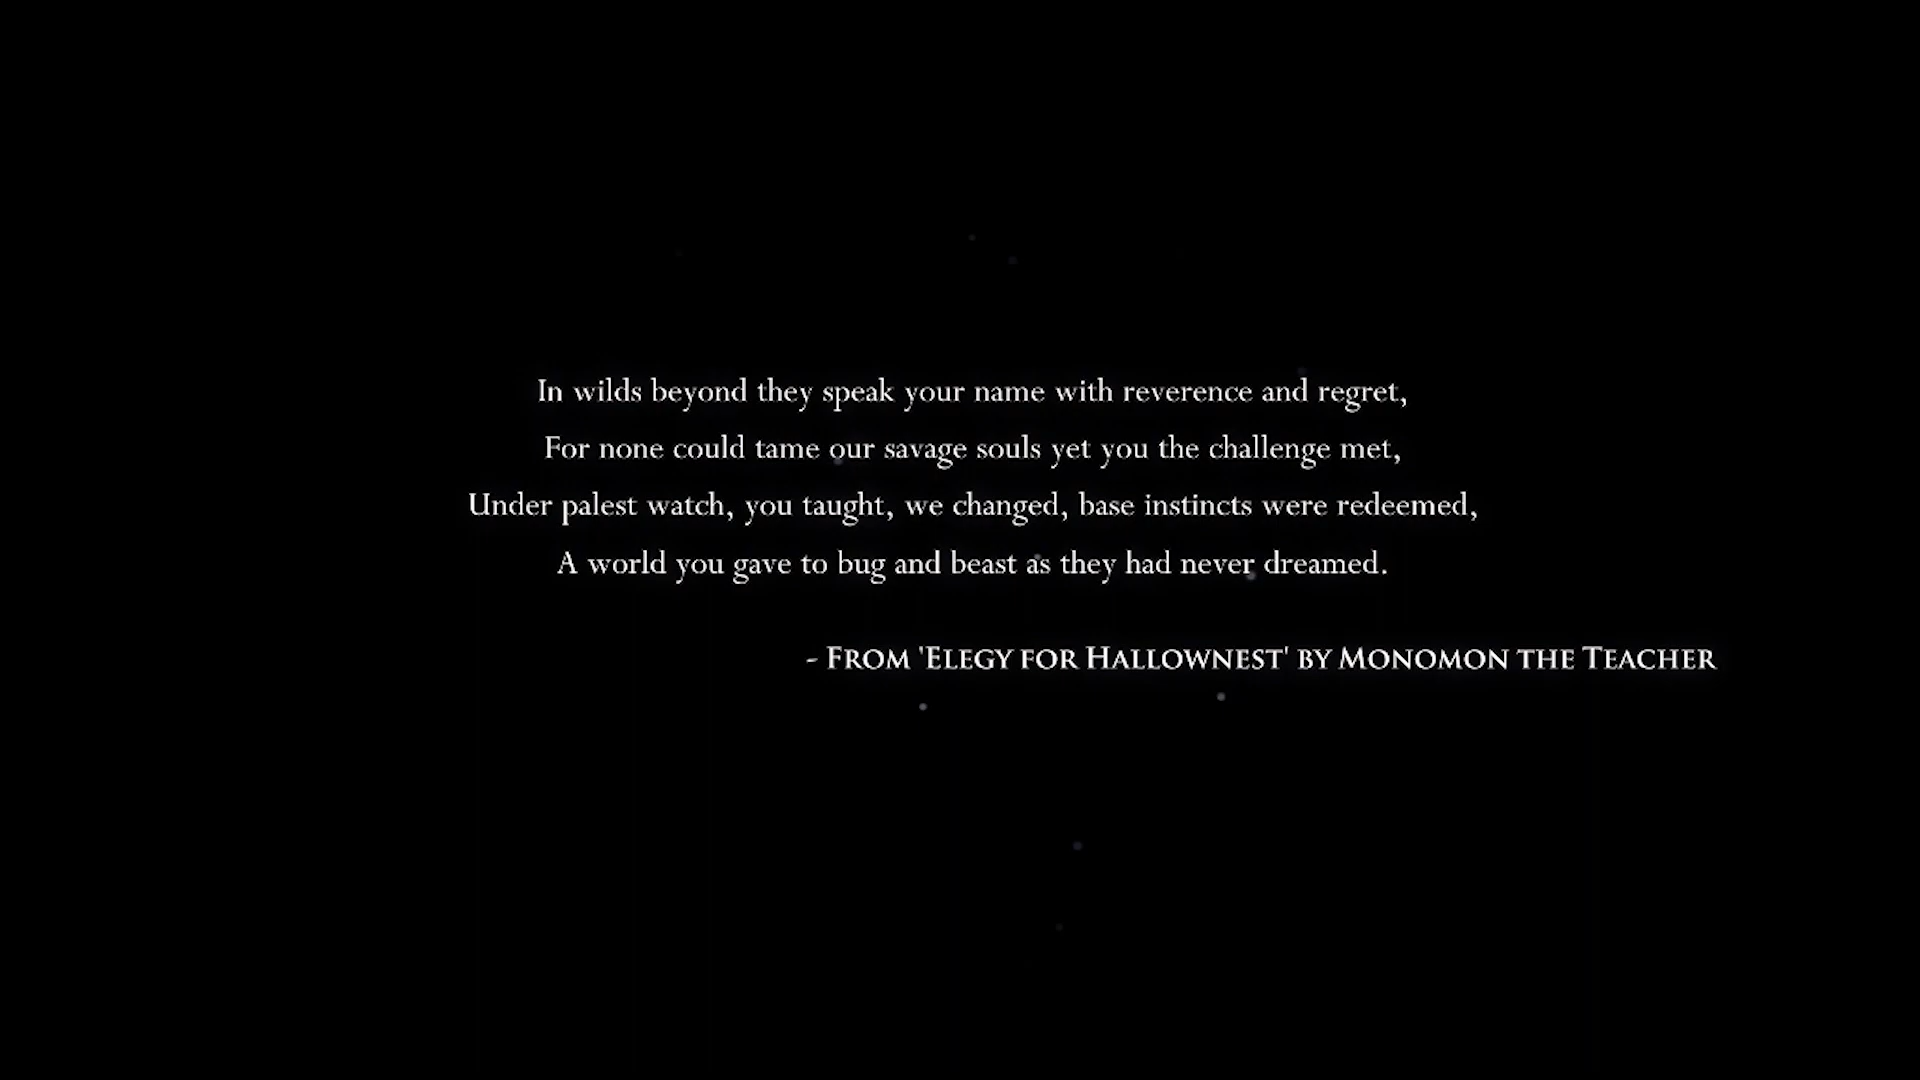 In wilds beyond they speak your name with reverence and regret,
For none could tame our savage souls yet you the challenge met,
Under palest watch, you taught, we changed, base instincts were redeemed,
A world you gave to bug and beast as they had never dreamed.
- From 'Elegy for Hallownest' by Monomon the Teacher